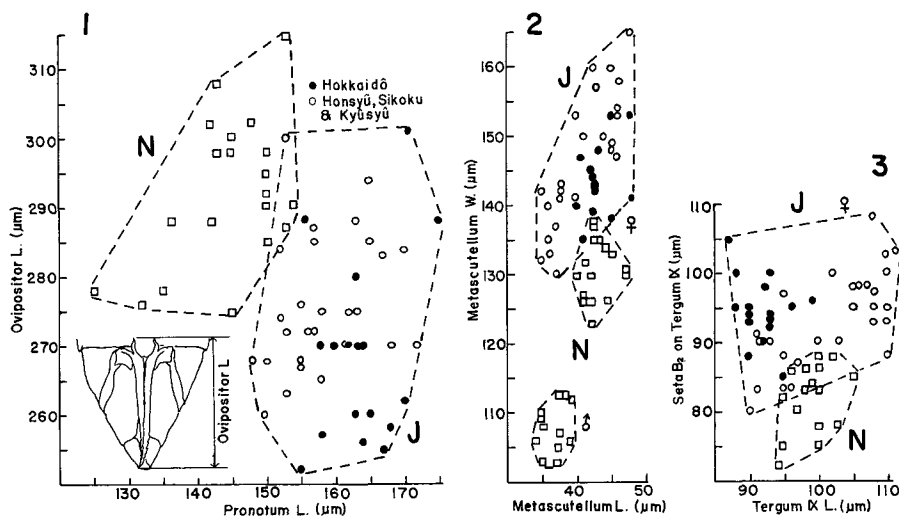 1
Ovipositor L. (μm)
310
300
290
280
270
260
130
140
150
160
170
Pronotum L. (μm)
N
J
● Hokkaidô
○ Honsyû, Sikoku
& Kyûsyû
Ovipositor L
2
Metascutellum W. (μm)
160
150
140
130
120
110
30
40
50
Metascutellum L. (μm)
J
♀
N
♂
3
Seta B2 on Tergum IX (μm)
110
100
90
80
90
100
110
Tergum IX L. (μm)
J
♀
N